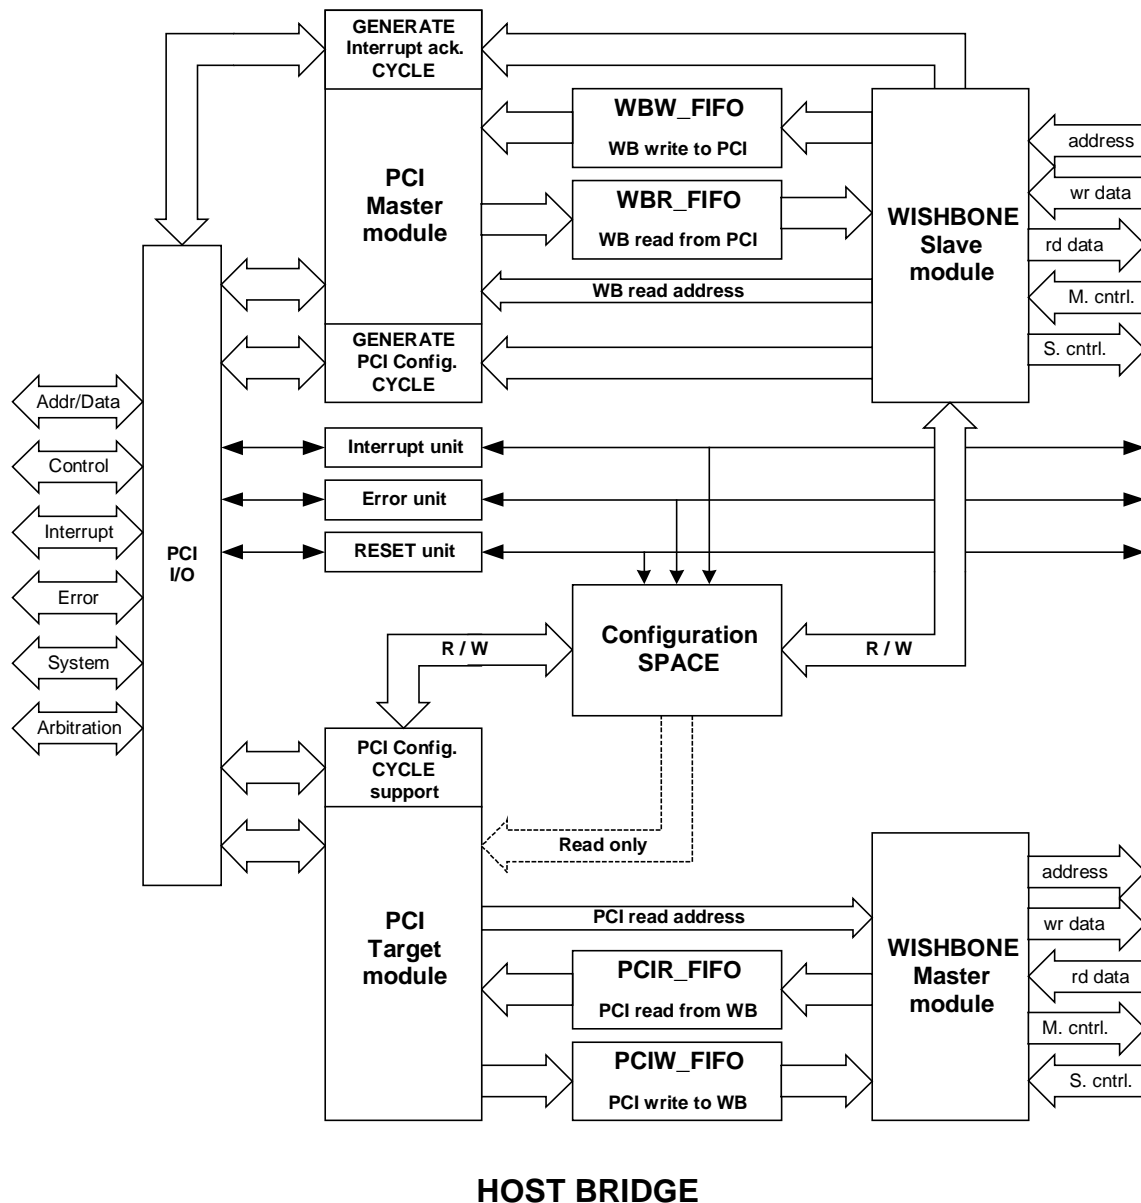 GENERATE
Interrupt ack.
CYCLE
WBW_FIFO
WB write to PCI
PCI
Master
module
WBR_FIFO
WB read from PCI
WISHBONE
Slave
module
address
wr data
rd data
M. cntrl.
S. cntrl.
WB read address
GENERATE
PCI Config.
CYCLE
Addr/Data
Control
Interrupt
Error
System
Arbitration
PCI
I/O
Interrupt unit
Error unit
RESET unit
R / W
Configuration
SPACE
R / W
PCI Config.
CYCLE
support
Read only
PCI
Target
module
PCI read address
PCIR_FIFO
PCI read from WB
PCIW_FIFO
PCI write to WB
WISHBONE
Master
module
address
wr data
rd data
M. cntrl.
S. cntrl.
HOST BRIDGE